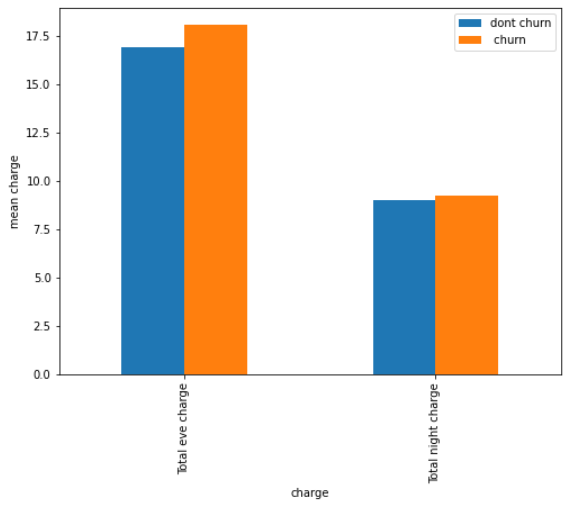 17.5
15.0
12.5
10.0
7.5
5.0
2.5
0.0
mean charge
dont churn
churn
Total eve charge
Total night charge
charge